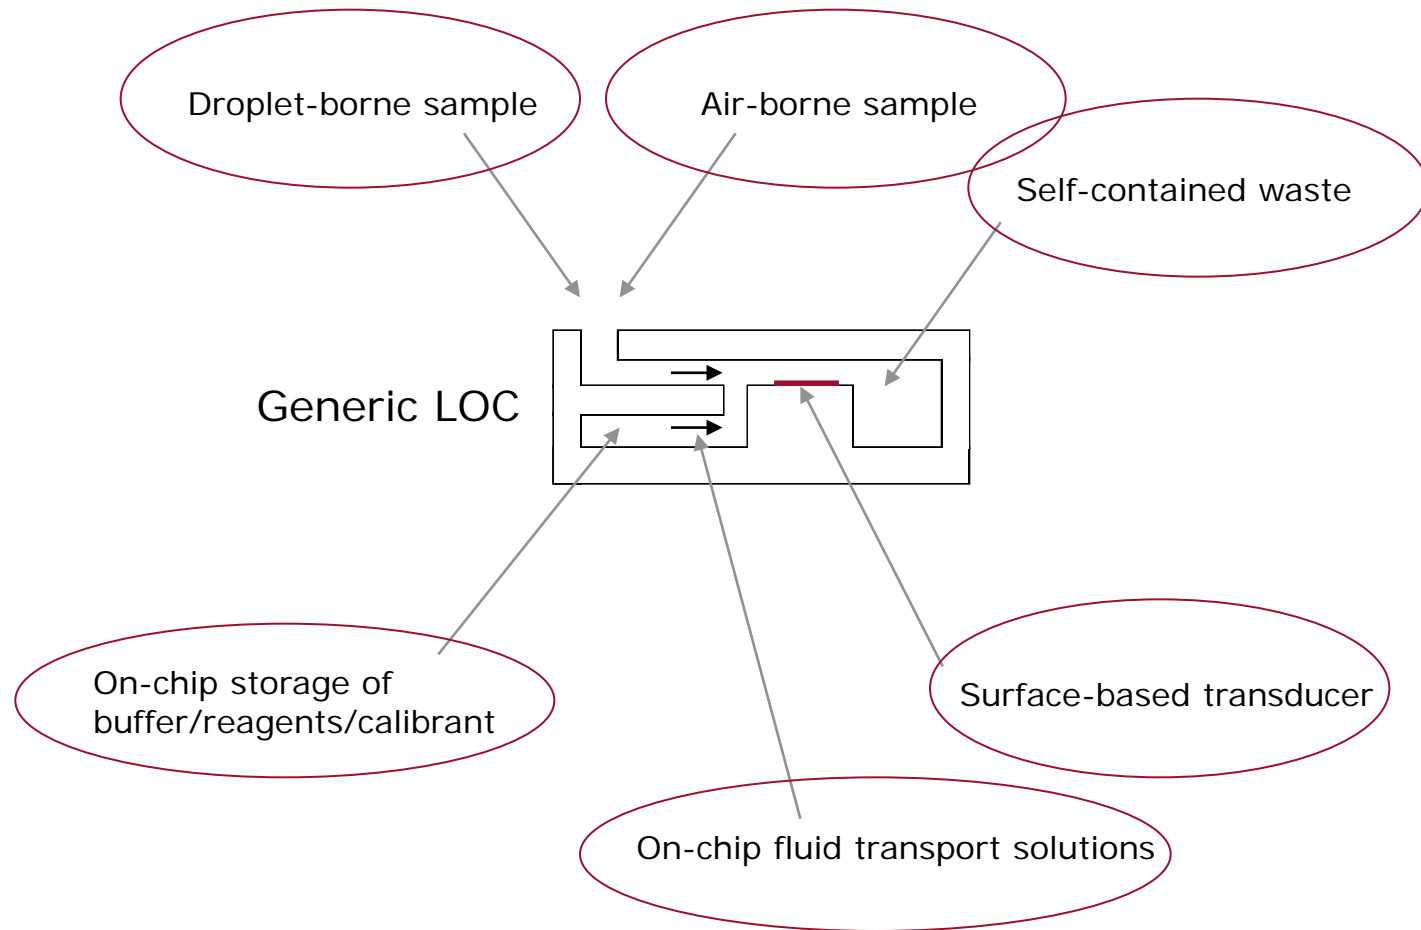 Droplet-borne sample
Air-borne sample
Self-contained waste
Generic LOC
On-chip storage of
buffer/reagents/calibrant
Surface-based transducer
On-chip fluid transport solutions